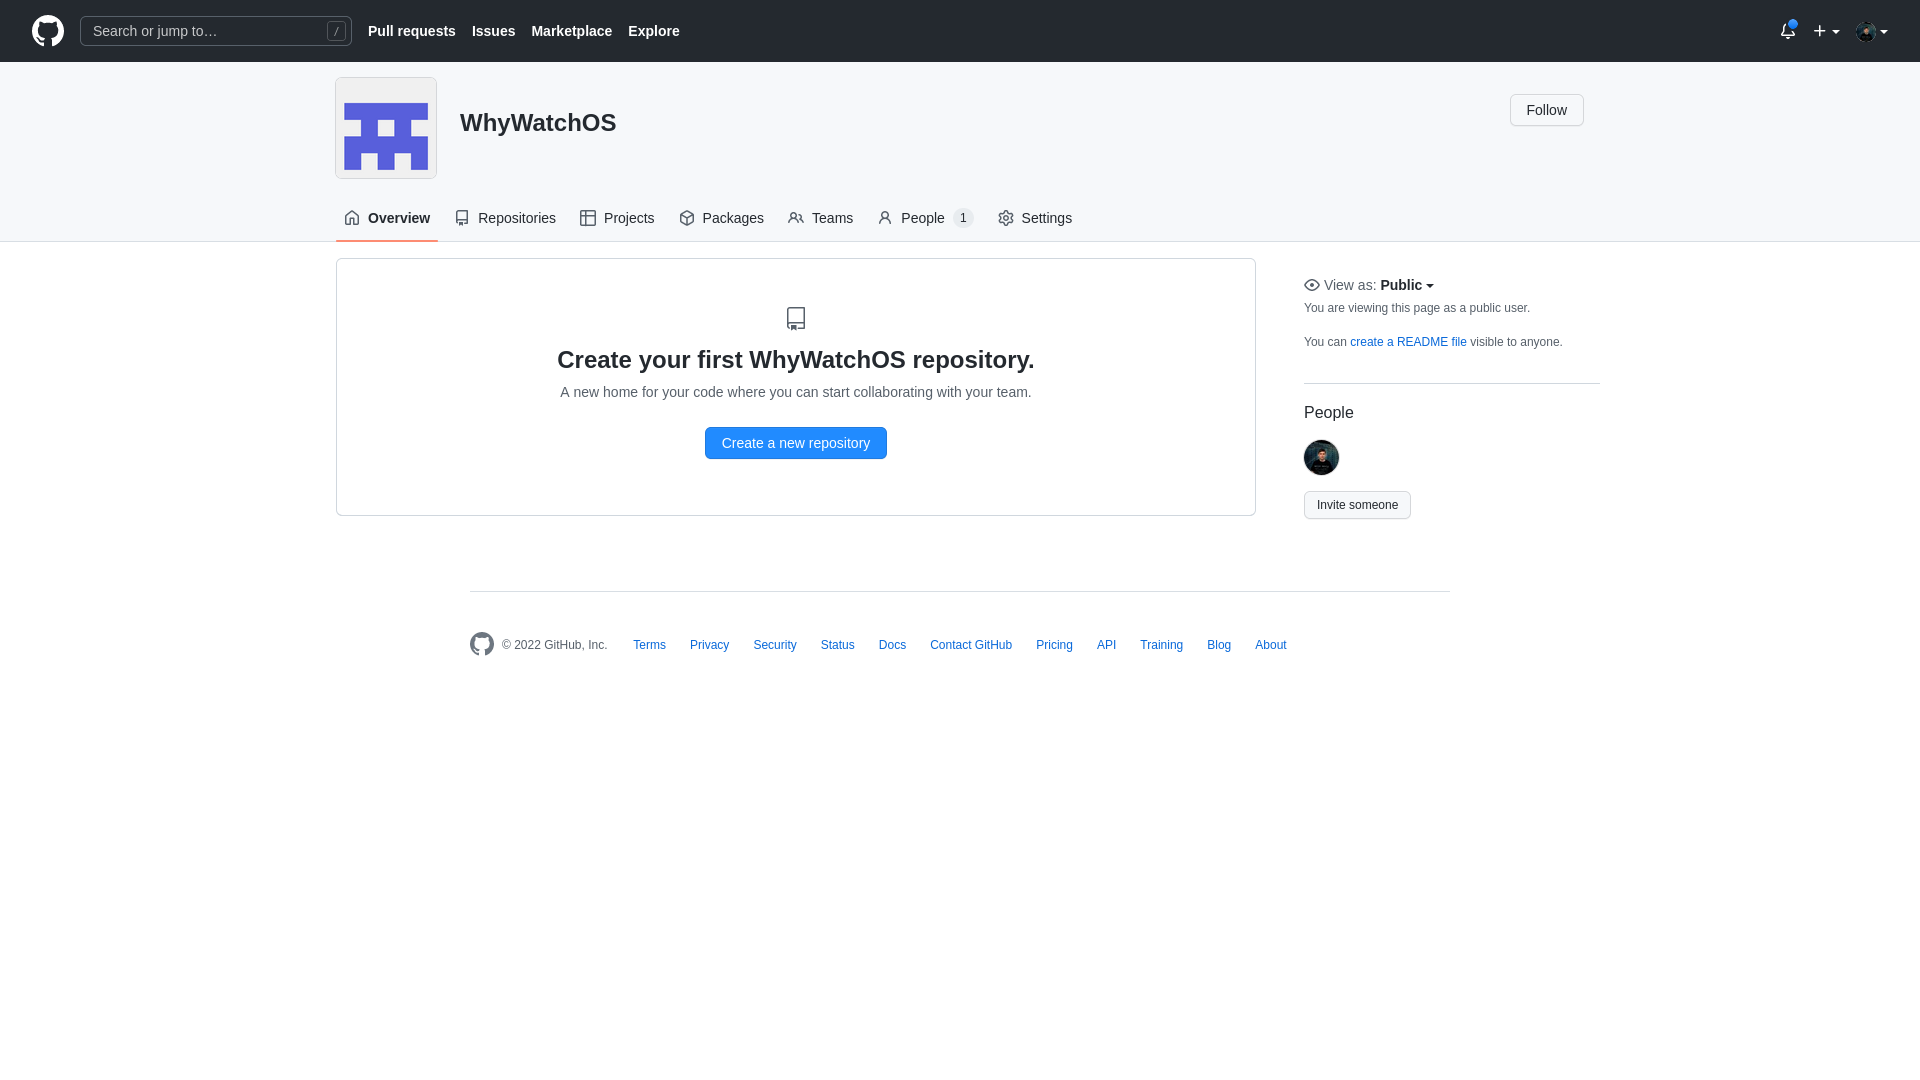 Search or jump to… /
Pull requests Issues Marketplace Explore
WhyWatchOS
Follow
Overview Repositories Projects Packages Teams People 1 Settings
Create your first WhyWatchOS repository.
A new home for your code where you can start collaborating with your team.
Create a new repository
View as: Public
You are viewing this page as a public user.
You can create a README file visible to anyone.
People
Invite someone
© 2022 GitHub, Inc. Terms Privacy Security Status Docs Contact GitHub Pricing API Training Blog About